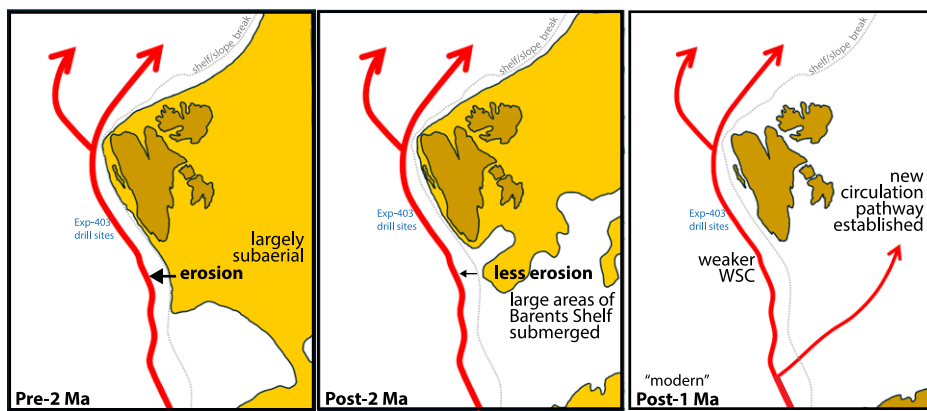 shelf/slope break
Exp-403
drill sites
largely
subaerial
erosion
Pre-2 Ma
shelf/slope break
Exp-403
drill sites
less erosion
large areas of
Barents Shelf
submerged
Post-2 Ma
shelf/slope break
new
circulation
pathway
established
Exp-403
drill sites
weaker
WSC
"modern"
Post-1 Ma